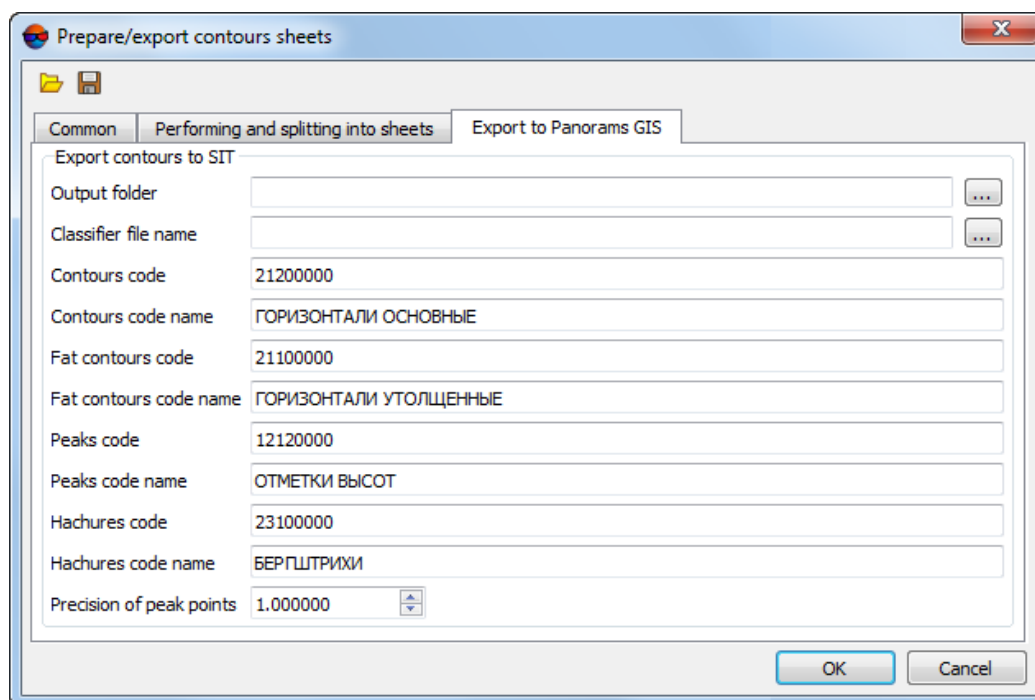 Prepare/export contours sheets
Common Performing and splitting into sheets Export to Panorams GIS
Export contours to SIT
Output folder ...
Classifier file name ...
Contours code 21200000
Contours code name ГОРИЗОНТАЛИ ОСНОВНЫЕ
Fat contours code 21100000
Fat contours code name ГОРИЗОНТАЛИ УТОЛЩЕННЫЕ
Peaks code 12120000
Peaks code name ОТМЕТКИ ВЫСОТ
Hachures code 23100000
Hachures code name БЕРГШТРИХИ
Precision of peak points 1.000000
OK Cancel